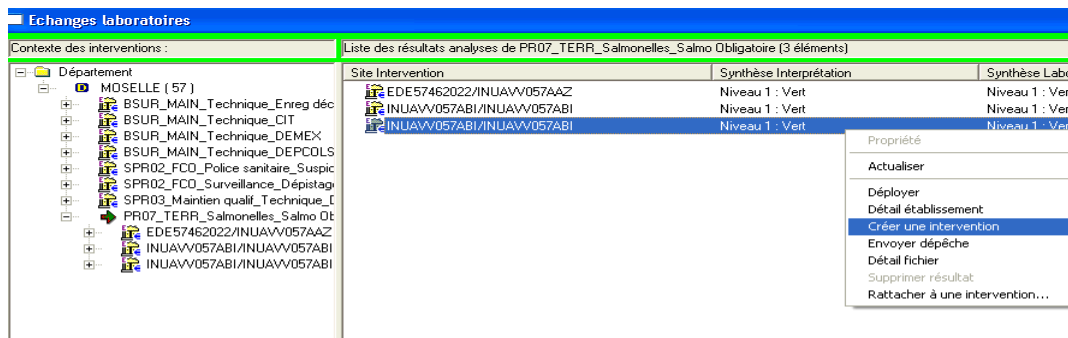 Echanges laboratoires
Contexte des interventions :
Liste des résultats analyses de PR07_TERR_Salmonelles_Salmo Obligatoire (3 éléments)
Département
MOSELLE ( 57 )
BSUR_MAIN_Technique_Enreg déc
BSUR_MAIN_Technique_CIT
BSUR_MAIN_Technique_DEMEX
BSUR_MAIN_Technique_DEPCOLS
SPR02_FCO_Police sanitaire_Suspic
SPR02_FCO_Surveillance_Dépistag
SPR03_Maintien qualif_Technique_D
PR07_TERR_Salmonelles_Salmo Ob
EDE57462022/INUAVV057AAZ
INUAVV057ABI/INUAVV057ABI
INUAVV057ABI/INUAVV057ABI
Site Intervention Synthèse Interprétation Synthèse Labo
EDE57462022/INUAVV057AAZ Niveau 1 : Vert Niveau 1 : Ver
INUAVV057ABI/INUAVV057ABI Niveau 1 : Vert Niveau 1 : Ver
INUAVV057ABI/INUAVV057ABI Niveau 1 : Vert Niveau 1 : Ver
Propriété
Actualiser
Déployer
Détail établissement
Créer une intervention
Envoyer dépêche
Détail fichier
Supprimer résultat
Rattacher à une intervention...